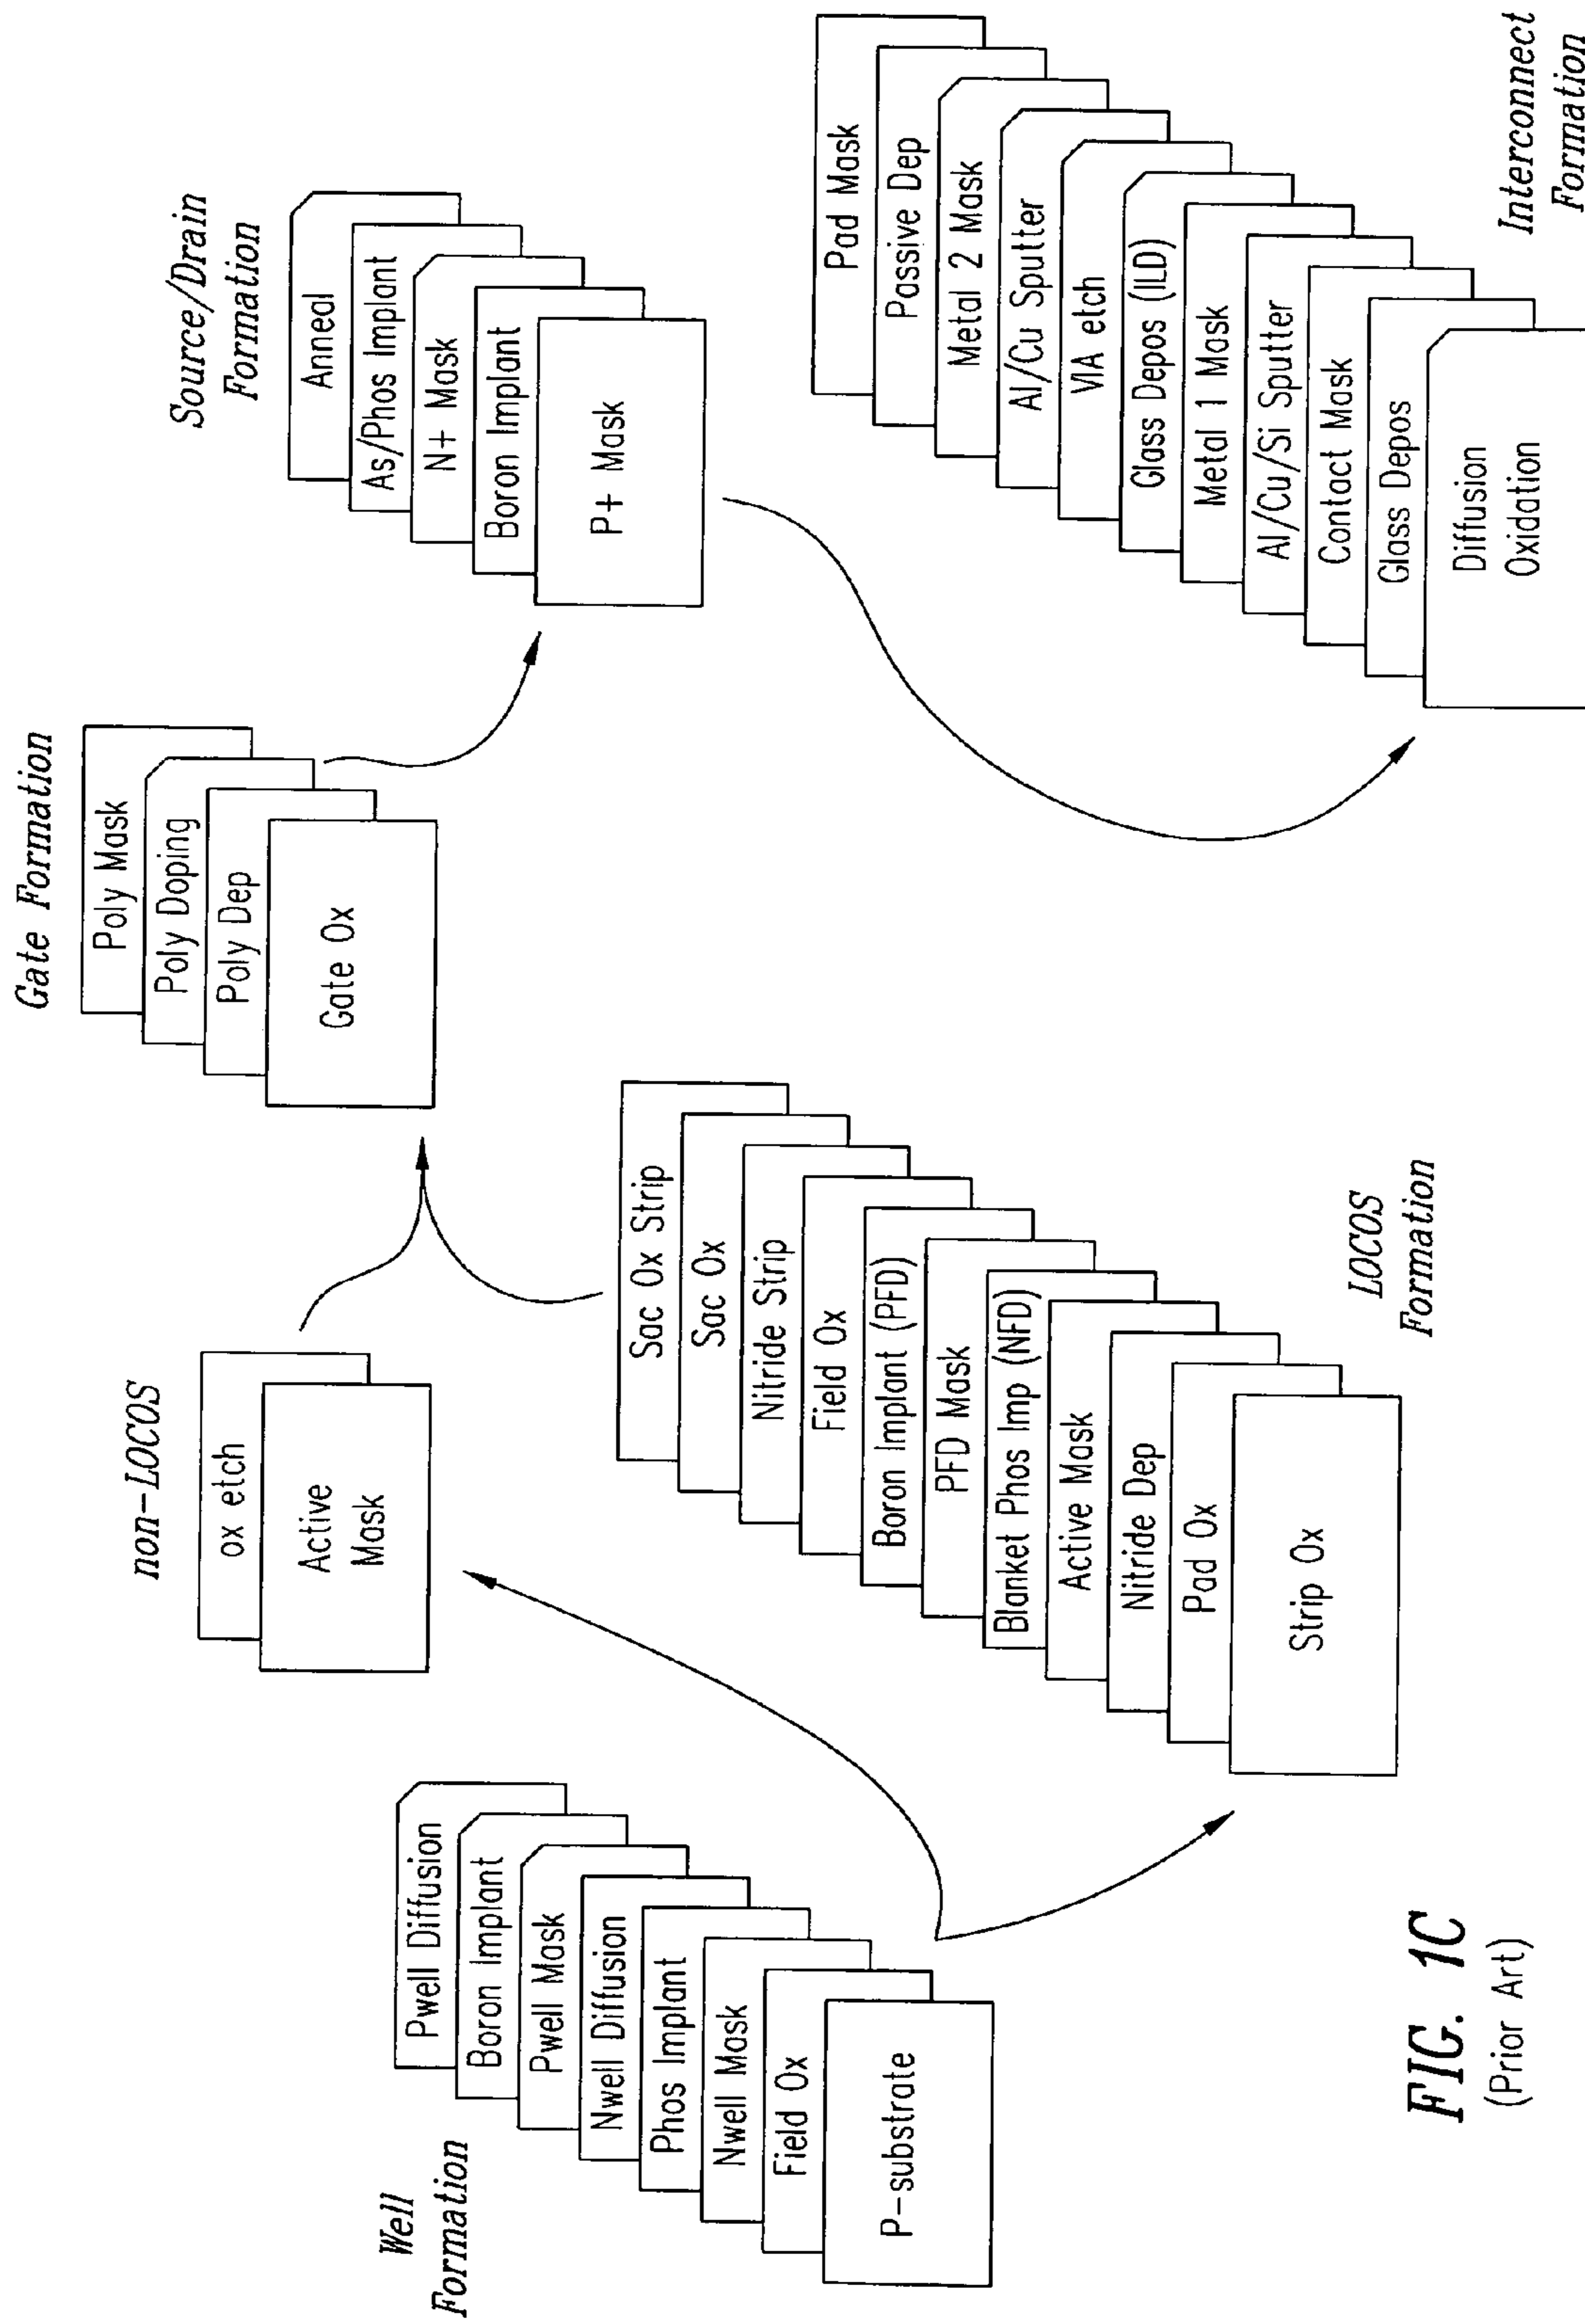 Well
Formation
Pwell Diffusion
Boron Implant
Pwell Mask
Nwell Diffusion
Phos Implant
Nwell Mask
Field Ox
P-substrate
non-LOCOS
ox etch
Active
Mask
Sac Ox Strip
Sac Ox
Nitride Strip
Field Ox
Boron Implant (PFD)
PFD Mask
Blanket Phos Imp (NFD)
Active Mask
Nitride Dep
Pad Ox
Strip Ox
LOCOS
Formation
Gate Formation
Poly Mask
Poly Doping
Poly Dep
Gate Ox
Source/Drain
Formation
Anneal
As/Phos Implant
N+ Mask
Boron Implant
P+ Mask
Pad Mask
Passive Dep
Metal 2 Mask
Al/Cu Sputter
VIA etch
Glass Depos (ILD)
Metal 1 Mask
Al/Cu/Si Sputter
Contact Mask
Glass Depos
Diffusion
Oxidation
Interconnect
Formation
FIG. 1C
(Prior Art)